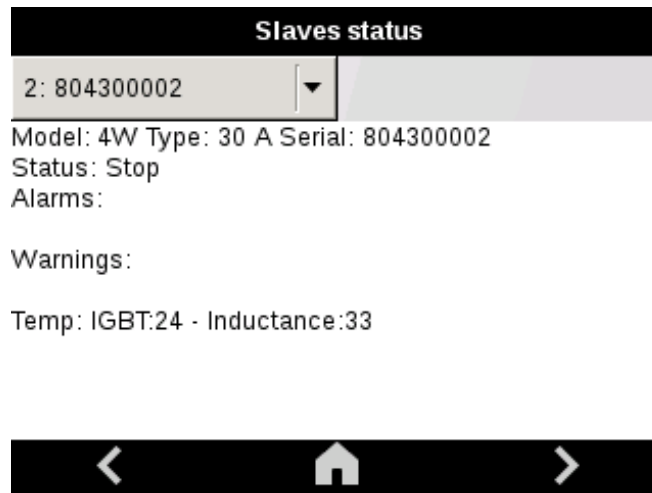 Slaves status
2: 804300002
Model: 4W Type: 30 A Serial: 804300002
Status: Stop
Alarms:
Warnings:
Temp: IGBT:24 - Inductance:33